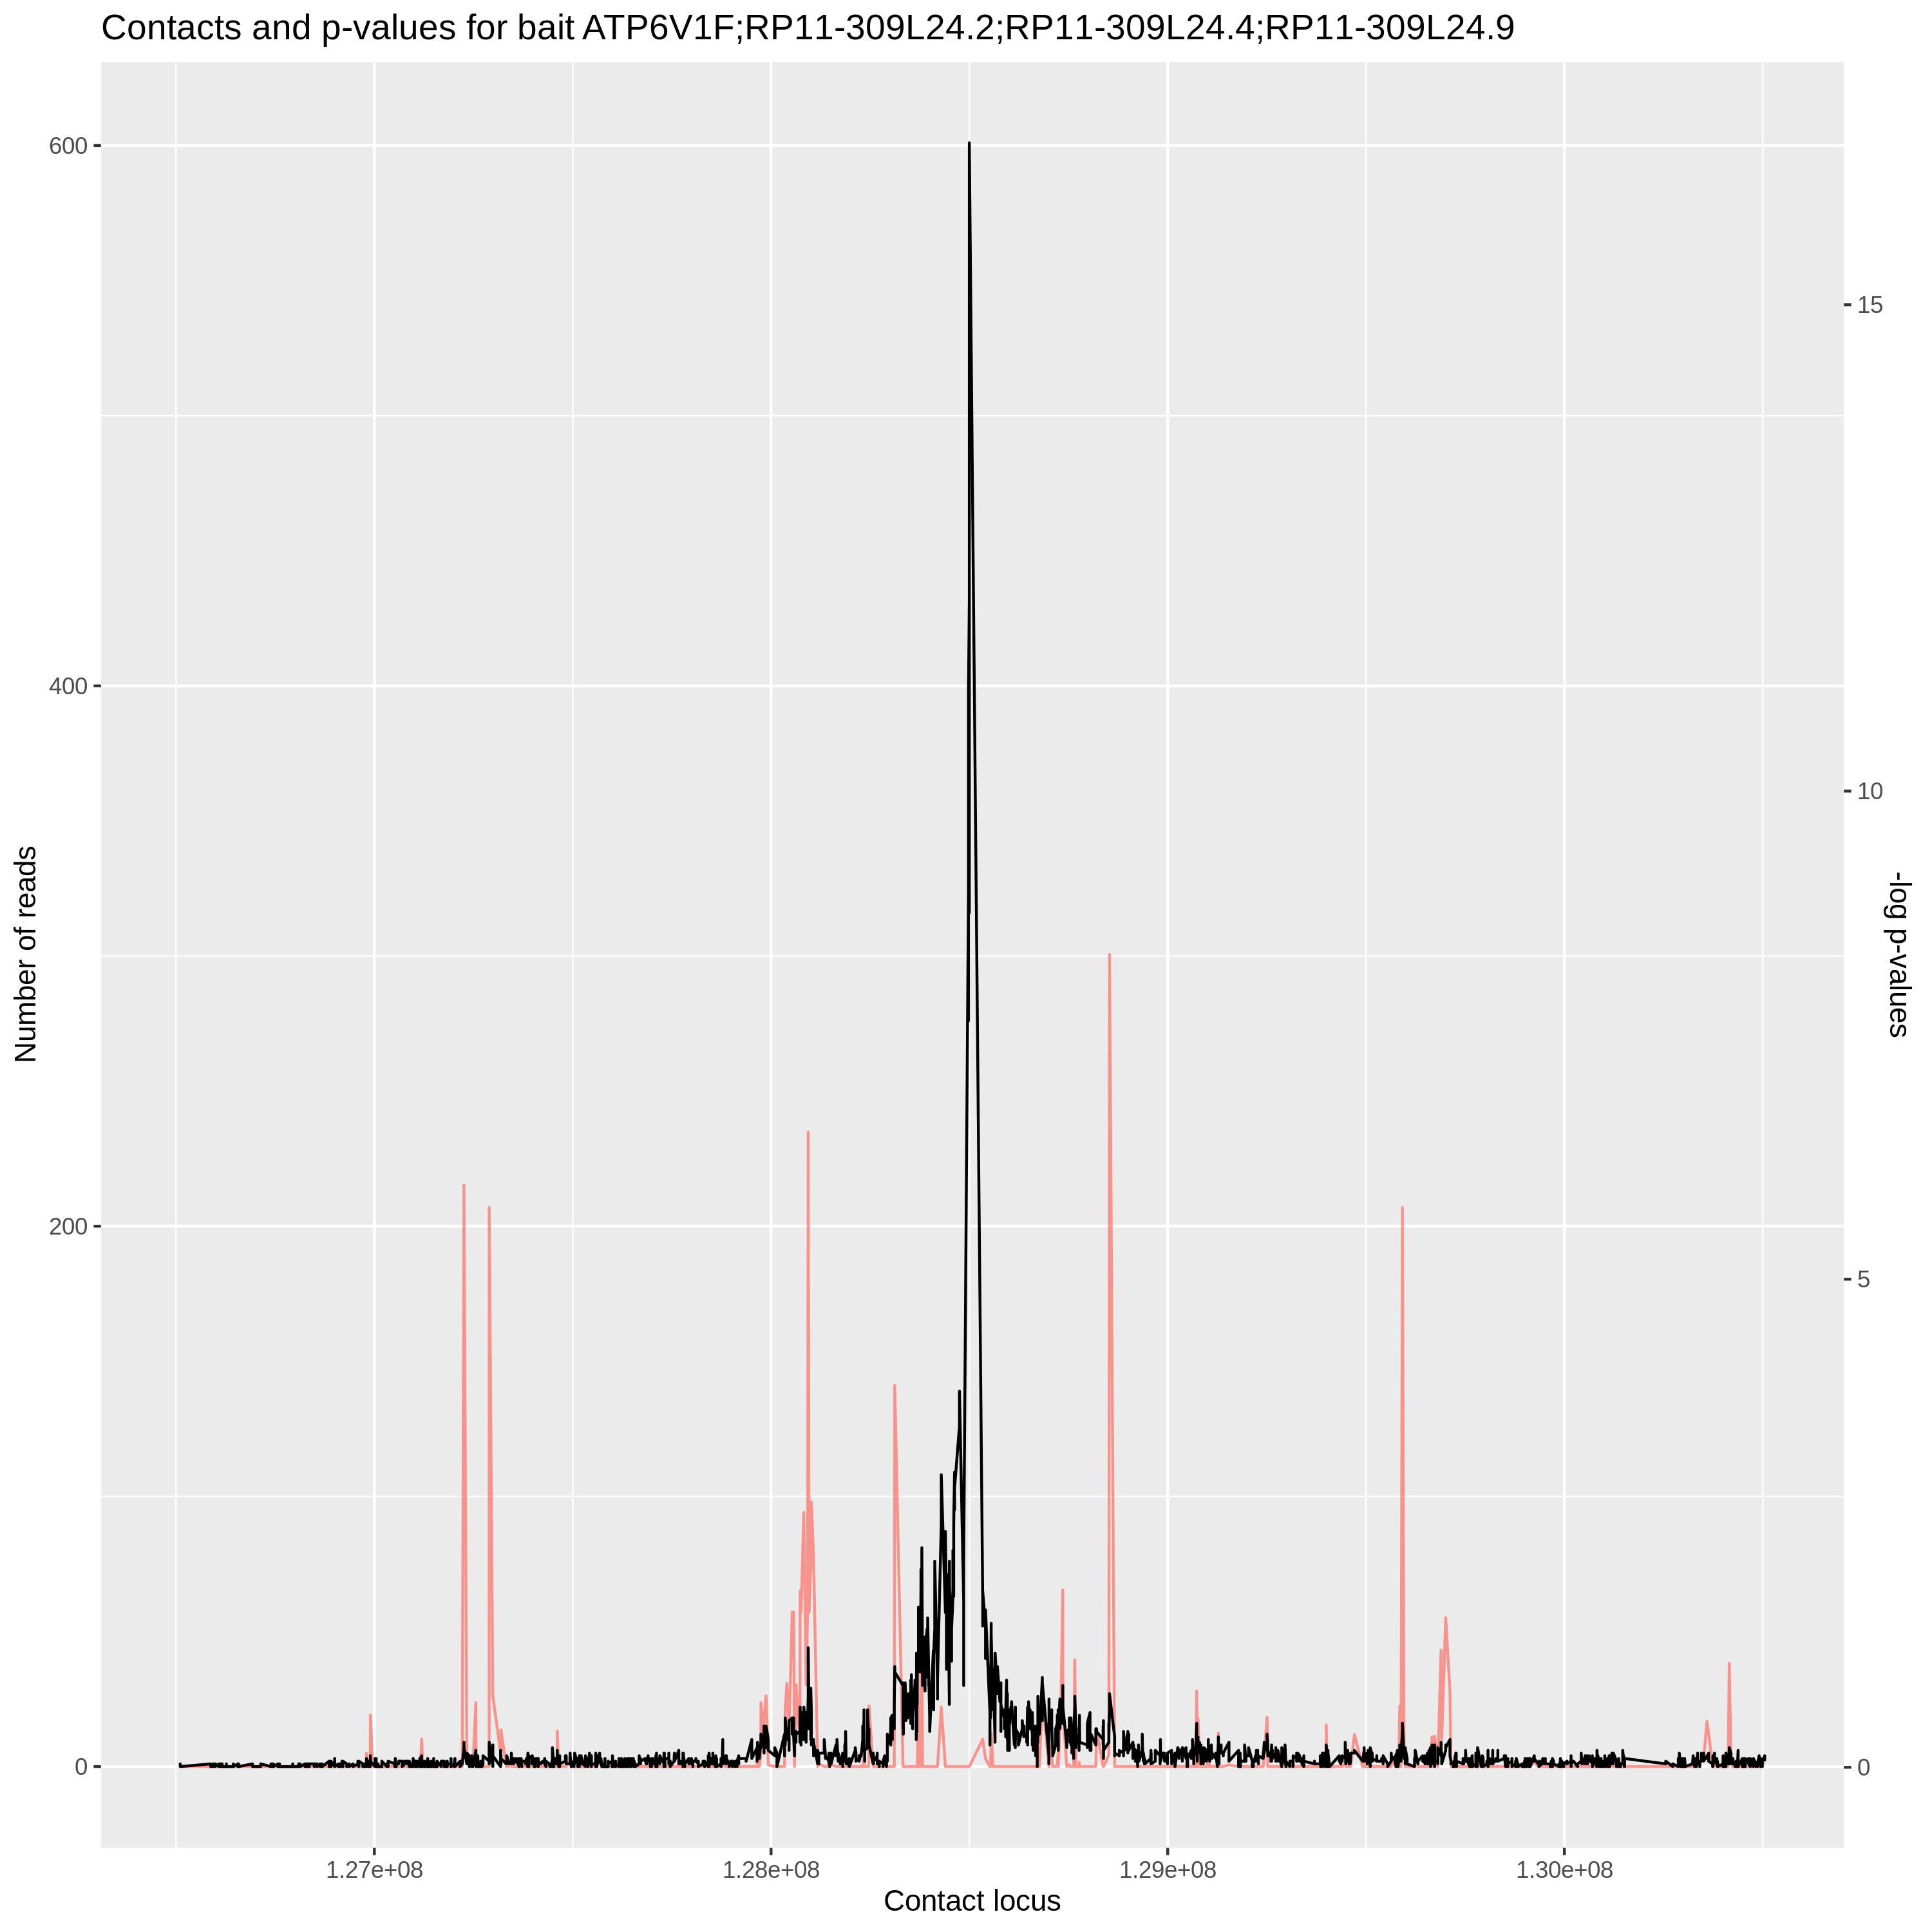 Contacts and p-values for bait ATP6V1F;RP11-309L24.2;RP11-309L24.4;RP11-309L24.9
Number of reads
600
400
200
0
15
10
5
0
-log p-values
1.27e+08
1.28e+08
1.29e+08
1.30e+08
Contact locus